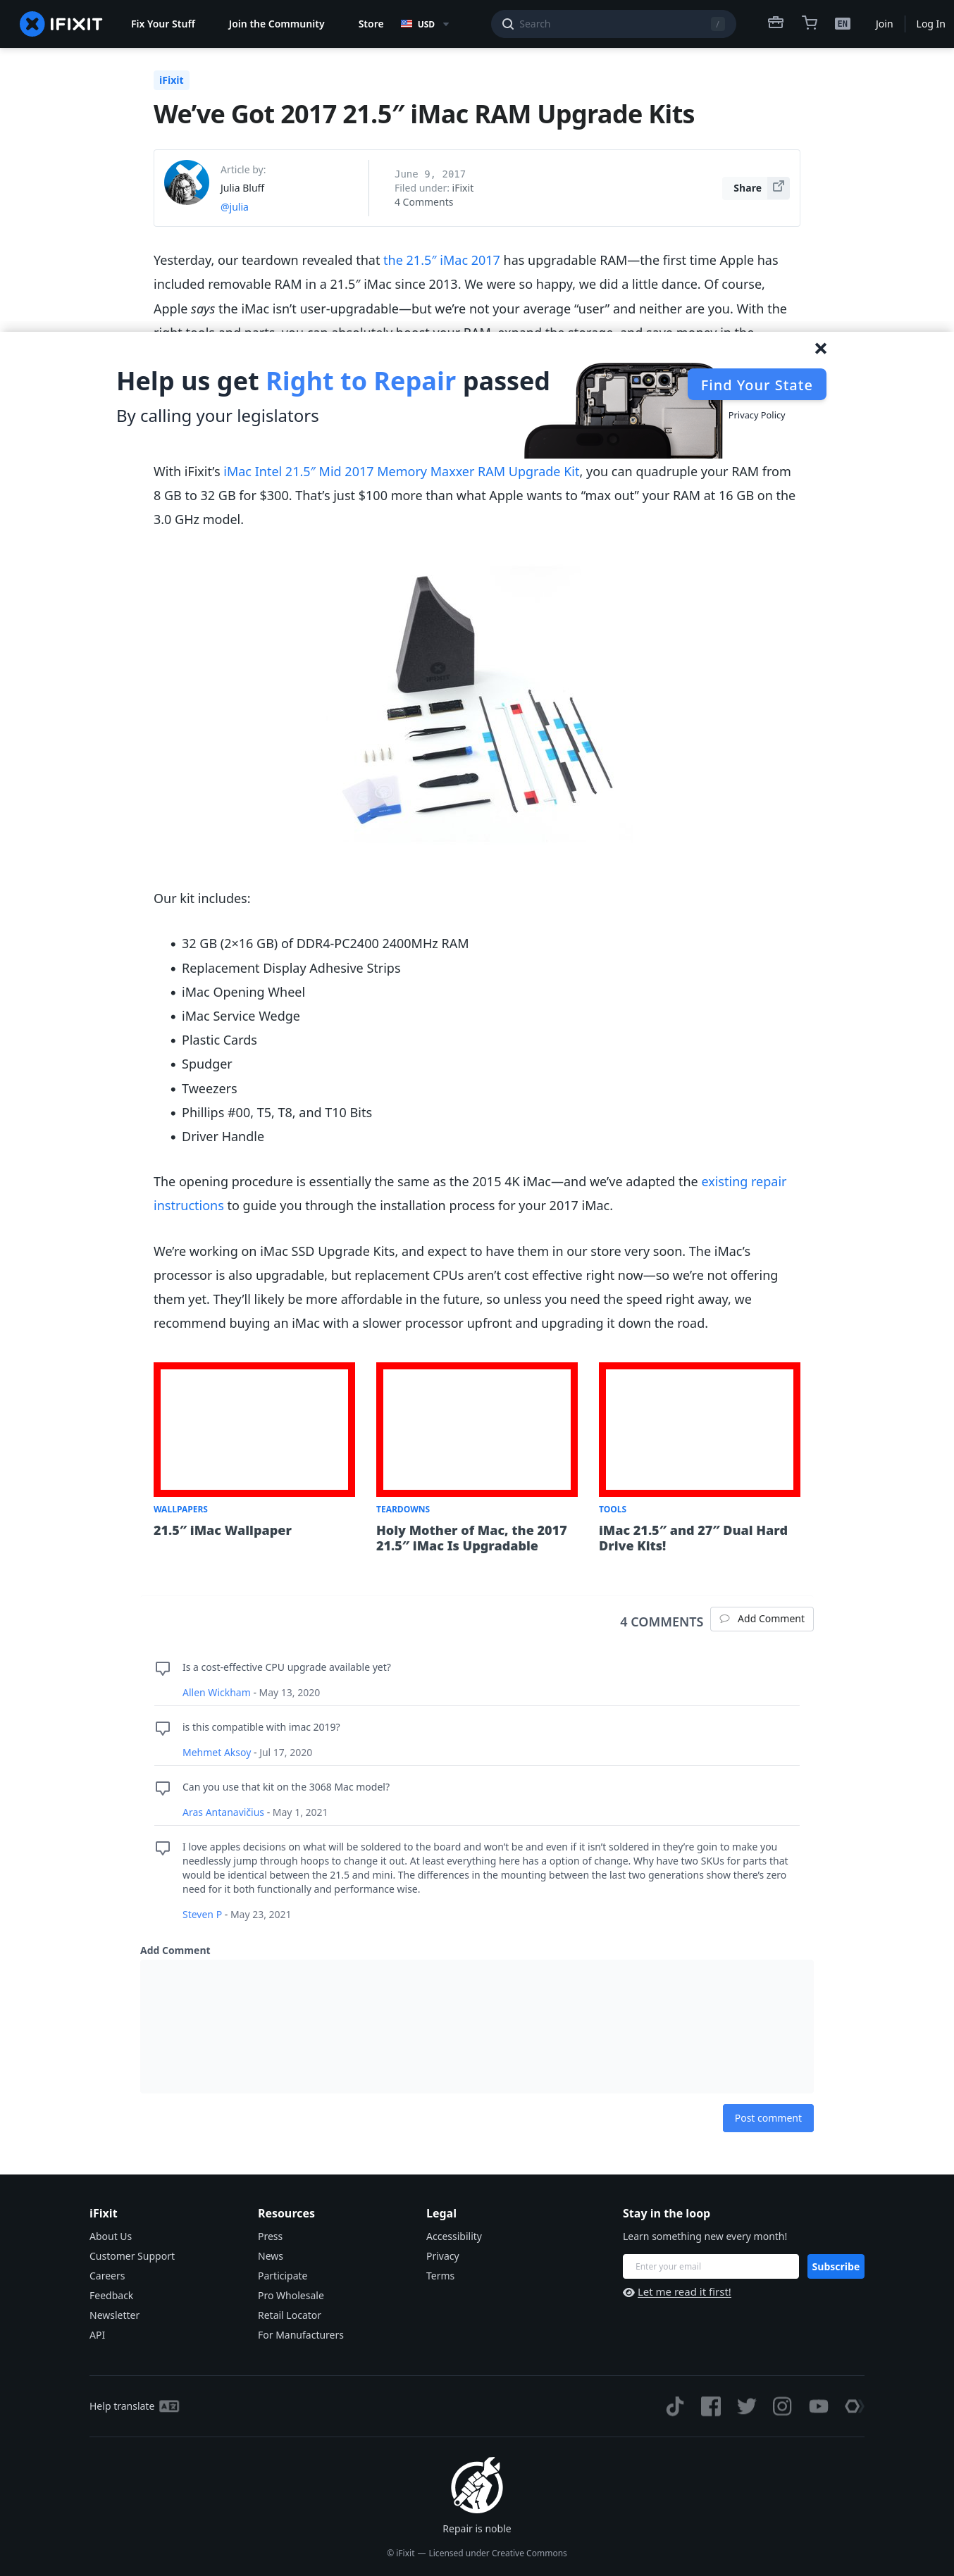 IFIXIT
Fix Your Stuff
Join the Community
Store
USD
Search
/
EN
Join
Log In
iFixit
We’ve Got 2017 21.5″ iMac RAM Upgrade Kits
Article by:
Julia Bluff
@julia
June 9, 2017
Filed under: iFixit
4 Comments
Share
Yesterday, our teardown revealed that the 21.5″ iMac 2017 has upgradable RAM—the first time Apple has
included removable RAM in a 21.5″ iMac since 2013. We were so happy, we did a little dance. Of course,
Apple says the iMac isn’t user-upgradable—but we’re not your average “user” and neither are you. With the
right tools and parts, you can absolutely boost your RAM, expand the storage, and save money in the
Help us get Right to Repair passed
By calling your legislators
Find Your State
Privacy Policy
With iFixit’s iMac Intel 21.5″ Mid 2017 Memory Maxxer RAM Upgrade Kit, you can quadruple your RAM from
8 GB to 32 GB for $300. That’s just $100 more than what Apple wants to “max out” your RAM at 16 GB on the
3.0 GHz model.
IFIXIT
Our kit includes:
• 32 GB (2×16 GB) of DDR4-PC2400 2400MHz RAM
• Replacement Display Adhesive Strips
• iMac Opening Wheel
• iMac Service Wedge
• Plastic Cards
• Spudger
• Tweezers
• Phillips #00, T5, T8, and T10 Bits
• Driver Handle
The opening procedure is essentially the same as the 2015 4K iMac—and we’ve adapted the existing repair
instructions to guide you through the installation process for your 2017 iMac.
We’re working on iMac SSD Upgrade Kits, and expect to have them in our store very soon. The iMac’s
processor is also upgradable, but replacement CPUs aren’t cost effective right now—so we’re not offering
them yet. They’ll likely be more affordable in the future, so unless you need the speed right away, we
recommend buying an iMac with a slower processor upfront and upgrading it down the road.
WALLPAPERS
21.5″ iMac Wallpaper
TEARDOWNS
Holy Mother of Mac, the 2017
21.5″ iMac Is Upgradable
TOOLS
iMac 21.5″ and 27″ Dual Hard
Drive Kits!
4 COMMENTS
Add Comment
Is a cost-effective CPU upgrade available yet?
Allen Wickham - May 13, 2020
is this compatible with imac 2019?
Mehmet Aksoy - Jul 17, 2020
Can you use that kit on the 3068 Mac model?
Aras Antanavičius - May 1, 2021
I love apples decisions on what will be soldered to the board and won’t be and even if it isn’t soldered in they’re goin to make you
needlessly jump through hoops to change it out. At least everything here has a option of change. Why have two SKUs for parts that
would be identical between the 21.5 and mini. The differences in the mounting between the last two generations show there’s zero
need for it both functionally and performance wise.
Steven P - May 23, 2021
Add Comment
Post comment
iFixit
About Us
Customer Support
Careers
Feedback
Newsletter
API
Resources
Press
News
Participate
Pro Wholesale
Retail Locator
For Manufacturers
Legal
Accessibility
Privacy
Terms
Stay in the loop
Learn something new every month!
Enter your email
Subscribe
Let me read it first!
Help translate
Repair is noble
© iFixit — Licensed under Creative Commons